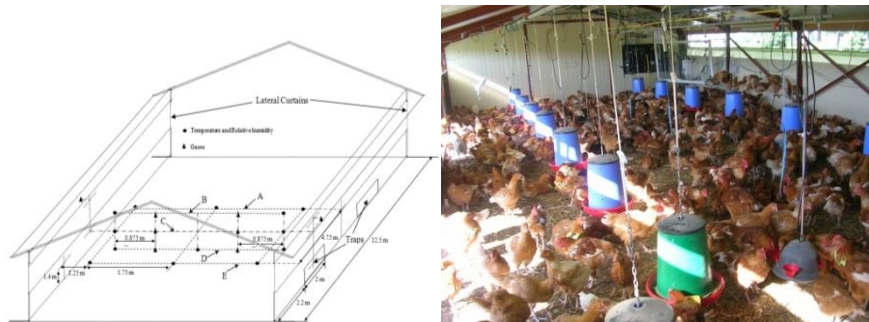 Lateral Curtains
Temperature and Relative humidity
Gases
B
A
C
0.875 m
0.875 m
4.75 m
Traps
12.5 m
D
E
1.4 m
1.25 m
1.75 m
2 m
2.2 m